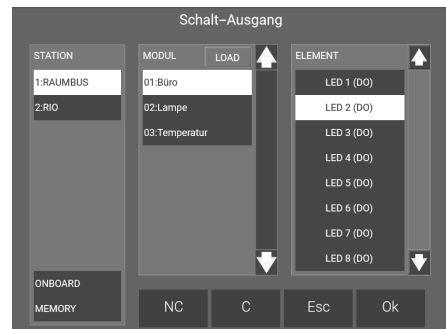 Schalt-Ausgang
STATION
1:RAUMBUS
2:RIO
ONBOARD
MEMORY
MODUL
LOAD
01:Büro
02:Lampe
03:Temperatur
ELEMENT
LED 1 (DO)
LED 2 (DO)
LED 3 (DO)
LED 4 (DO)
LED 5 (DO)
LED 6 (DO)
LED 7 (DO)
LED 8 (DO)
NC
C
Esc
Ok